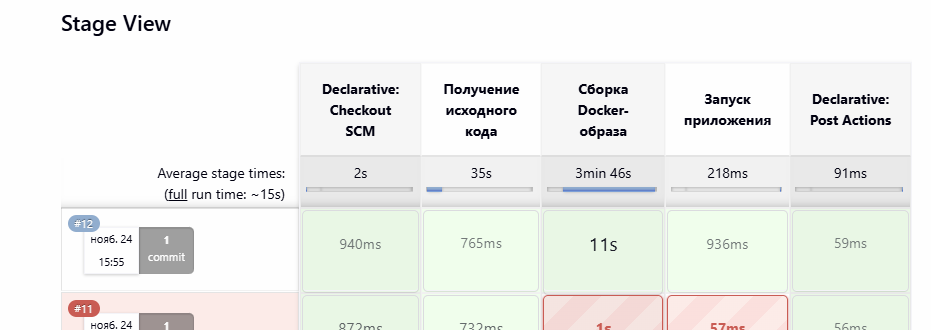 Stage View
Declarative:
Checkout
SCM
Получение
исходного
кода
Сборка
Docker-
образа
Запуск
приложения
Declarative:
Post Actions
Average stage times:
(full run time: ~15s)
2s
35s
3min 46s
218ms
91ms
#12
нояб. 24
15:55
1
commit
940ms
765ms
11s
936ms
59ms
#11
нояб. 24
1
872ms
732ms
1s
57ms
56ms